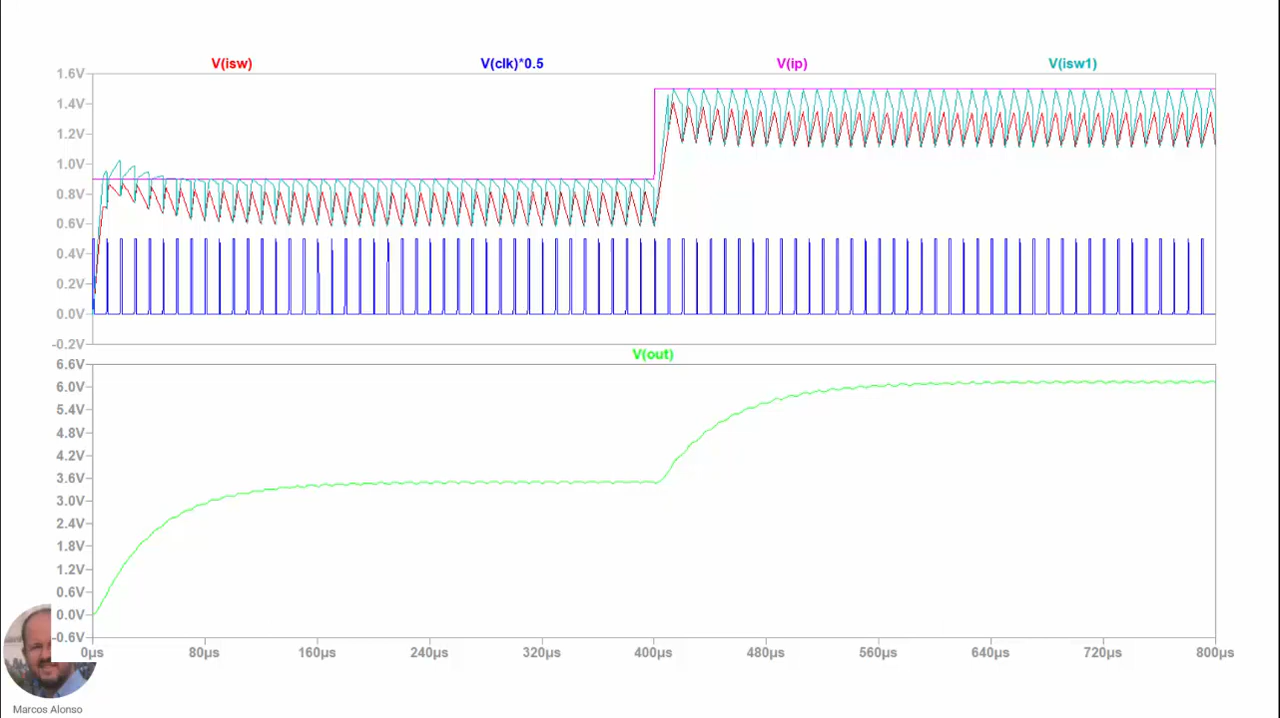 V(isw) V(clk)*0.5 V(ip) V(isw1)
1.6V
1.4V
1.2V
1.0V
0.8V
0.6V
0.4V
0.2V
0.0V
-0.2V
V(out)
6.6V
6.0V
5.4V
4.8V
4.2V
3.6V
3.0V
2.4V
1.8V
1.2V
0.6V
0.0V
-0.6V
0µs 80µs 160µs 240µs 320µs 400µs 480µs 560µs 640µs 720µs 800µs
Marcos Alonso